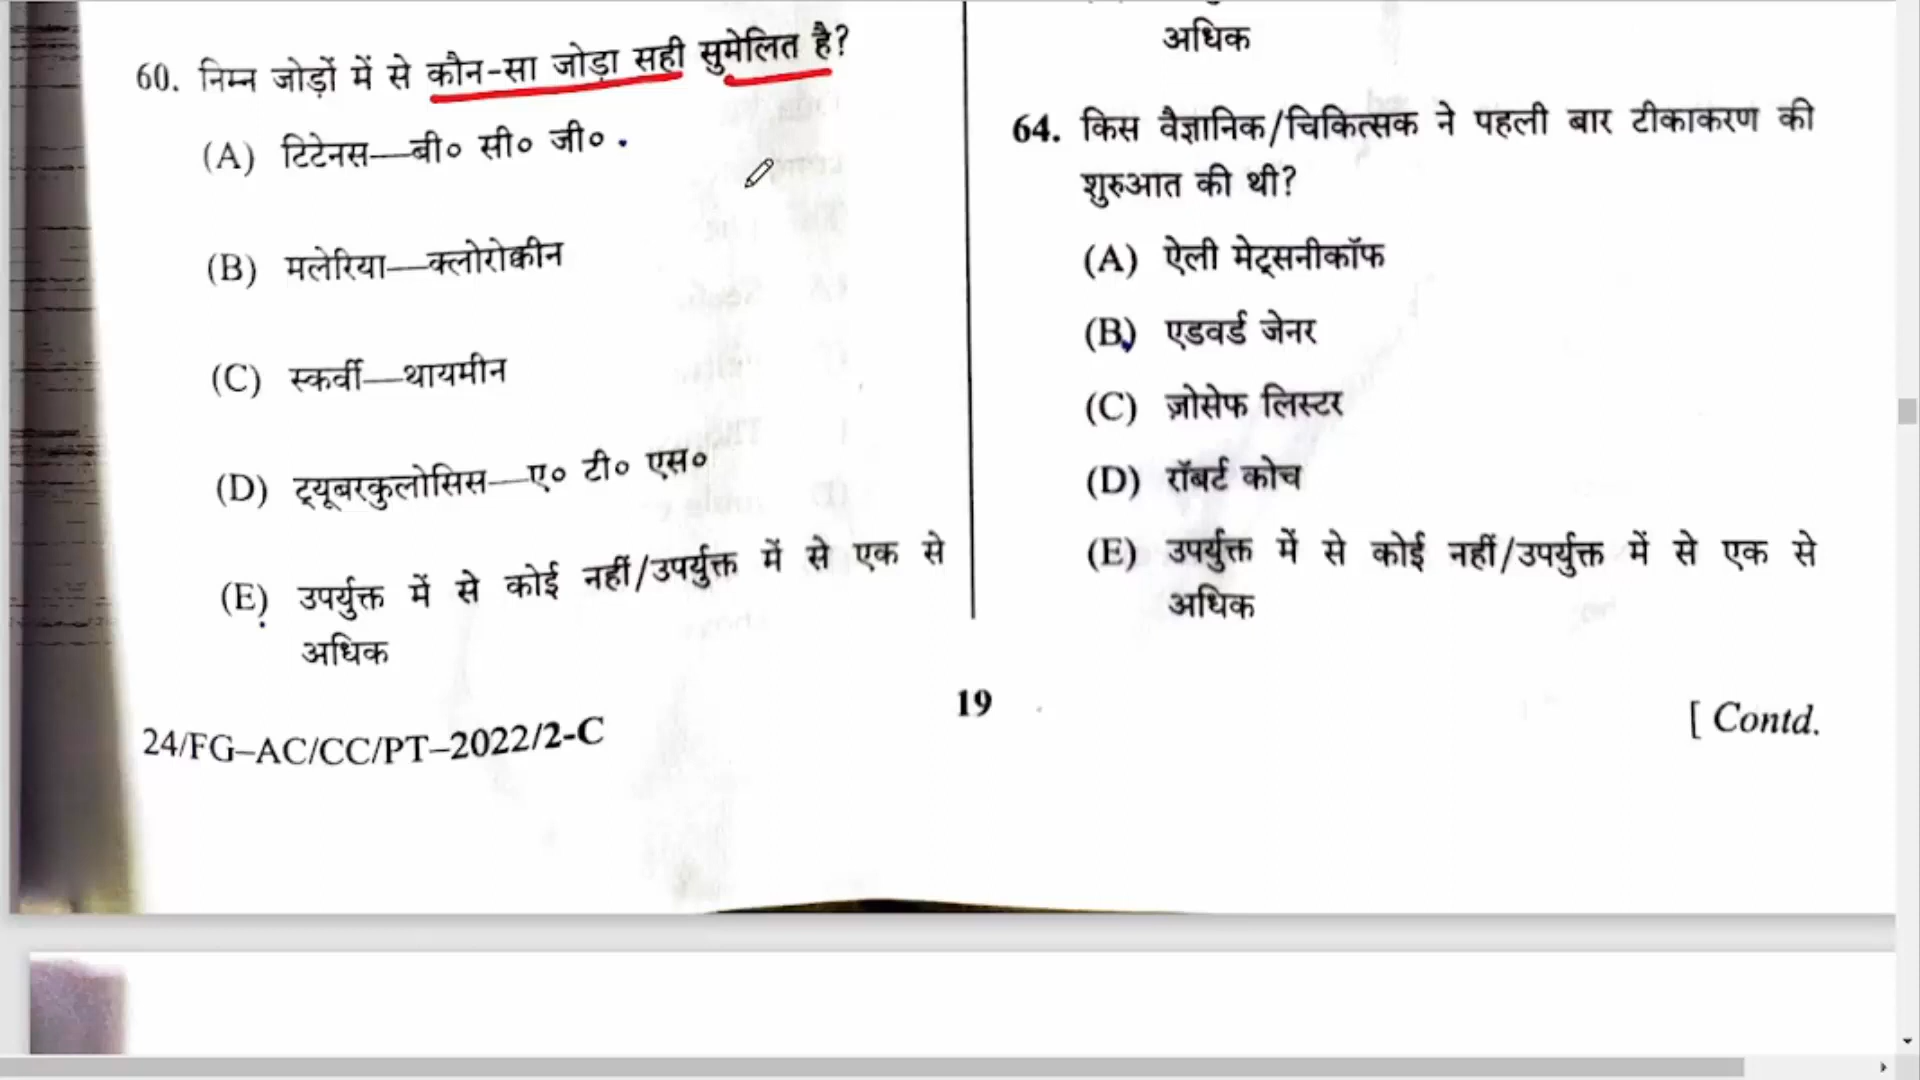 60. निम्न जोड़ों में से कौन-सा जोड़ा सही सुमेलित है?
(A) टिटेनस—बी० सी० जी०
(B) मलेरिया—क्लोरोक्वीन
(C) स्कर्वी—थायमीन
(D) ट्यूबरकुलोसिस—ए० टी० एस०
(E) उपर्युक्त में से कोई नहीं/उपर्युक्त में से एक से
अधिक
अधिक
64. किस वैज्ञानिक/चिकित्सक ने पहली बार टीकाकरण की
शुरुआत की थी?
(A) ऐली मेट्सनीकॉफ
(B) एडवर्ड जेनर
(C) ज़ोसेफ लिस्टर
(D) रॉबर्ट कोच
(E) उपर्युक्त में से कोई नहीं/उपर्युक्त में से एक से
अधिक
24/FG–AC/CC/PT–2022/2-C
19
[ Contd.